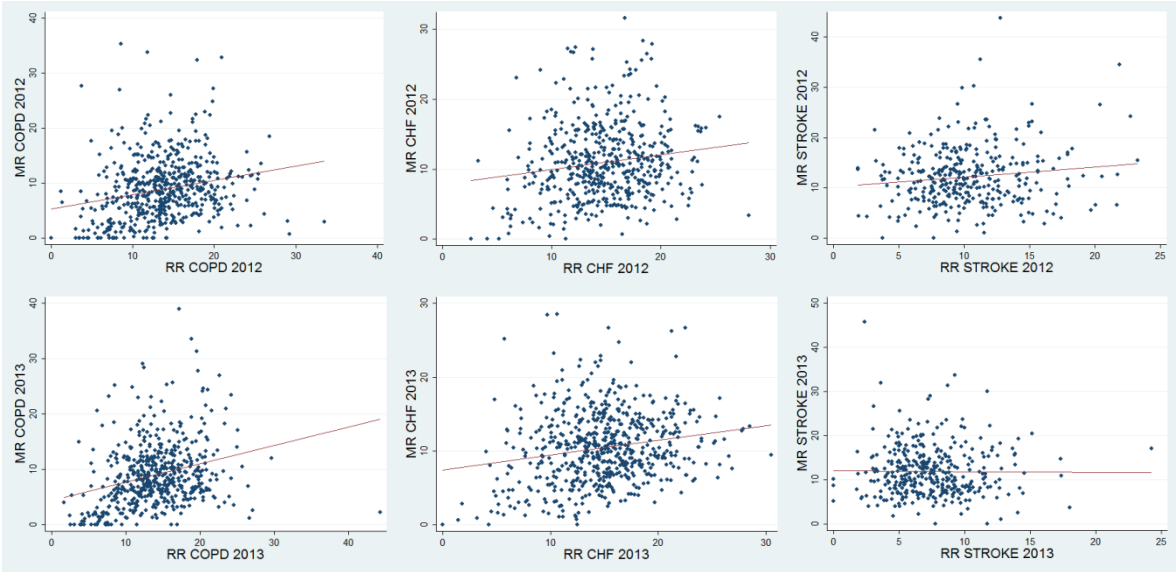 MR COPD 2012
0 10 20 30 40
0 10 20 30 40
RR COPD 2012
MR CHF 2012
0 10 20 30
0 10 20 30
RR CHF 2012
MR STROKE 2012
0 10 20 30 40
0 5 10 15 20 25
RR STROKE 2012
MR COPD 2013
0 10 20 30 40
0 10 20 30 40
RR COPD 2013
MR CHF 2013
0 10 20 30
0 10 20 30
RR CHF 2013
MR STROKE 2013
0 10 20 30 40 50
0 5 10 15 20 25
RR STROKE 2013